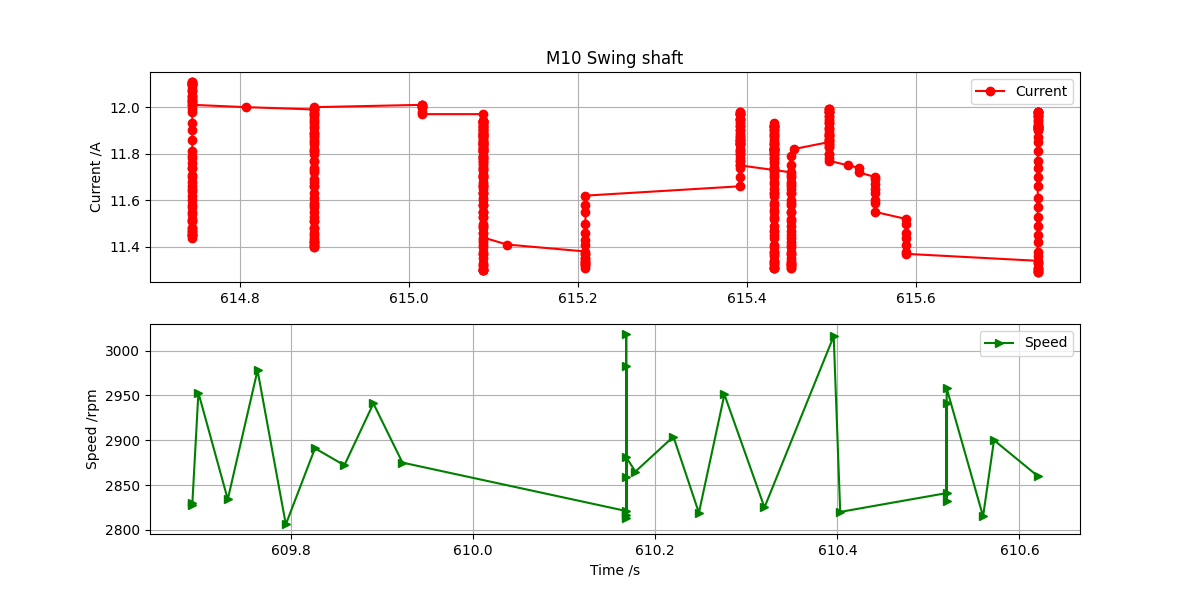 M10 Swing shaft
Current /A
12.0
11.8
11.6
11.4
Current
614.8 615.0 615.2 615.4 615.6
Speed /rpm
3000
2950
2900
2850
2800
Speed
609.8 610.0 610.2 610.4 610.6
Time /s